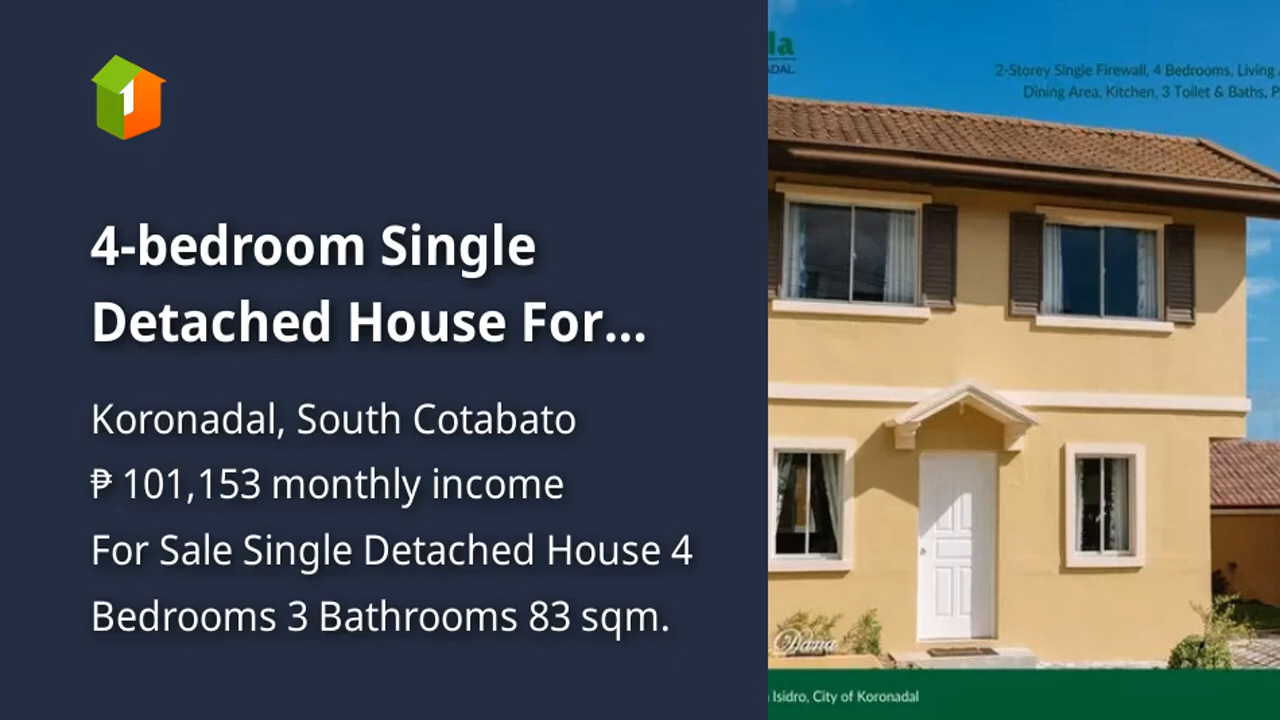 4-bedroom Single
Detached House For...
Koronadal, South Cotabato
₱ 101,153 monthly income
For Sale Single Detached House 4
Bedrooms 3 Bathrooms 83 sqm.
2-Storey Single Firewall, 4 Bedrooms, Living
Dining Area, Kitchen, 3 Toilet & Baths,
Dana
Isidro, City of Koronadal